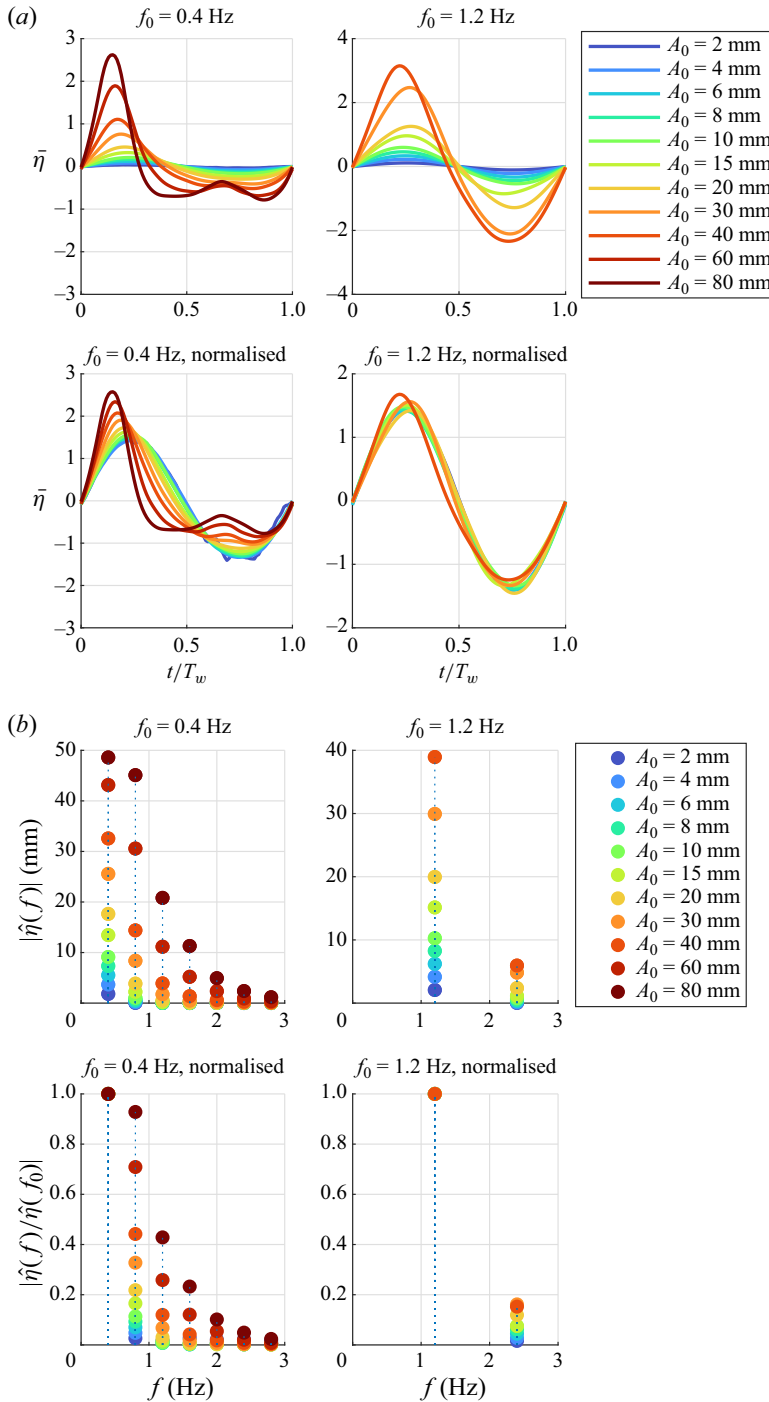 (a)
f₀ = 0.4 Hz
f₀ = 1.2 Hz
3
2
1
0
−1
−2
−3
η̄
0
0.5
1.0
4
2
0
−2
−4
0
0.5
1.0
A₀ = 2 mm
A₀ = 4 mm
A₀ = 6 mm
A₀ = 8 mm
A₀ = 10 mm
A₀ = 15 mm
A₀ = 20 mm
A₀ = 30 mm
A₀ = 40 mm
A₀ = 60 mm
A₀ = 80 mm
f₀ = 0.4 Hz, normalised
f₀ = 1.2 Hz, normalised
3
2
1
0
−1
−2
−3
η̄
0
0.5
1.0
t/T_w
2
1
0
−1
−2
0
0.5
1.0
t/T_w
(b)
f₀ = 0.4 Hz
f₀ = 1.2 Hz
50
40
30
20
10
|η̂(f)| (mm)
0
1
2
3
40
30
20
10
0
1
2
3
A₀ = 2 mm
A₀ = 4 mm
A₀ = 6 mm
A₀ = 8 mm
A₀ = 10 mm
A₀ = 15 mm
A₀ = 20 mm
A₀ = 30 mm
A₀ = 40 mm
A₀ = 60 mm
A₀ = 80 mm
f₀ = 0.4 Hz, normalised
f₀ = 1.2 Hz, normalised
1.0
0.8
0.6
0.4
0.2
|η̂(f)/η̂(f₀)|
0
1
2
3
f (Hz)
1.0
0.8
0.6
0.4
0.2
0
1
2
3
f (Hz)